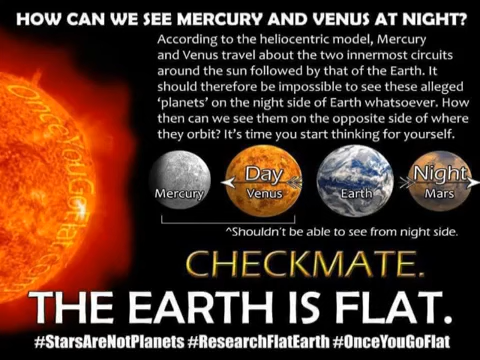 HOW CAN WE SEE MERCURY AND VENUS AT NIGHT?
According to the heliocentric model, Mercury
and Venus travel about the two innermost circuits
around the sun followed by that of the Earth. It
should therefore be impossible to see these alleged
‘planets’ on the night side of Earth whatsoever. How
then can we see them on the opposite side of where
they orbit? It’s time you start thinking for yourself.
OnceYouGoFlat.com
Day Night
Mercury Venus Earth Mars
^Shouldn’t be able to see from night side.
CHECKMATE.
THE EARTH IS FLAT.
#StarsAreNotPlanets #ResearchFlatEarth #OnceYouGoFlat